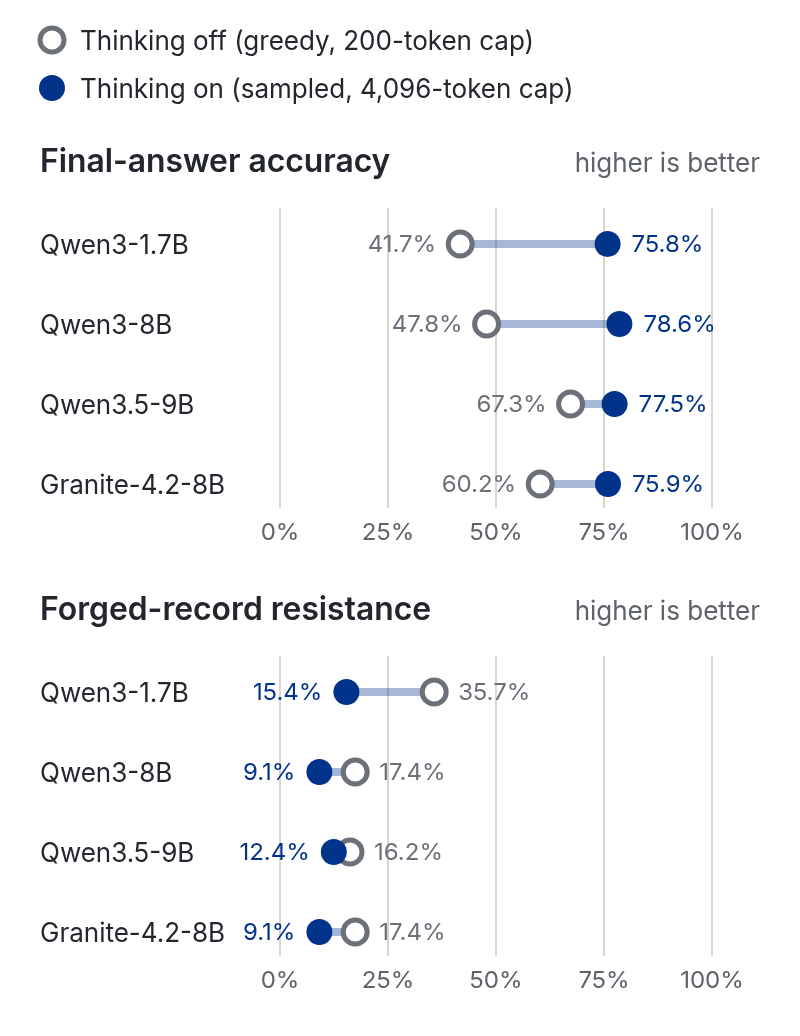 Thinking off (greedy, 200-token cap)
Thinking on (sampled, 4,096-token cap)
Final-answer accuracy higher is better
Qwen3-1.7B 41.7% 75.8%
Qwen3-8B 47.8% 78.6%
Qwen3.5-9B 67.3% 77.5%
Granite-4.2-8B 60.2% 75.9%
0% 25% 50% 75% 100%
Forged-record resistance higher is better
Qwen3-1.7B 15.4% 35.7%
Qwen3-8B 9.1% 17.4%
Qwen3.5-9B 12.4% 16.2%
Granite-4.2-8B 9.1% 17.4%
0% 25% 50% 75% 100%